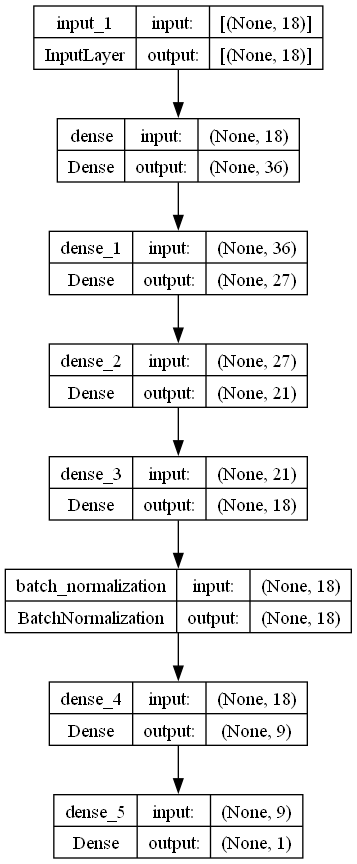 input_1 input: [(None, 18)]
InputLayer output: [(None, 18)]
dense input: (None, 18)
Dense output: (None, 36)
dense_1 input: (None, 36)
Dense output: (None, 27)
dense_2 input: (None, 27)
Dense output: (None, 21)
dense_3 input: (None, 21)
Dense output: (None, 18)
batch_normalization input: (None, 18)
BatchNormalization output: (None, 18)
dense_4 input: (None, 18)
Dense output: (None, 9)
dense_5 input: (None, 9)
Dense output: (None, 1)